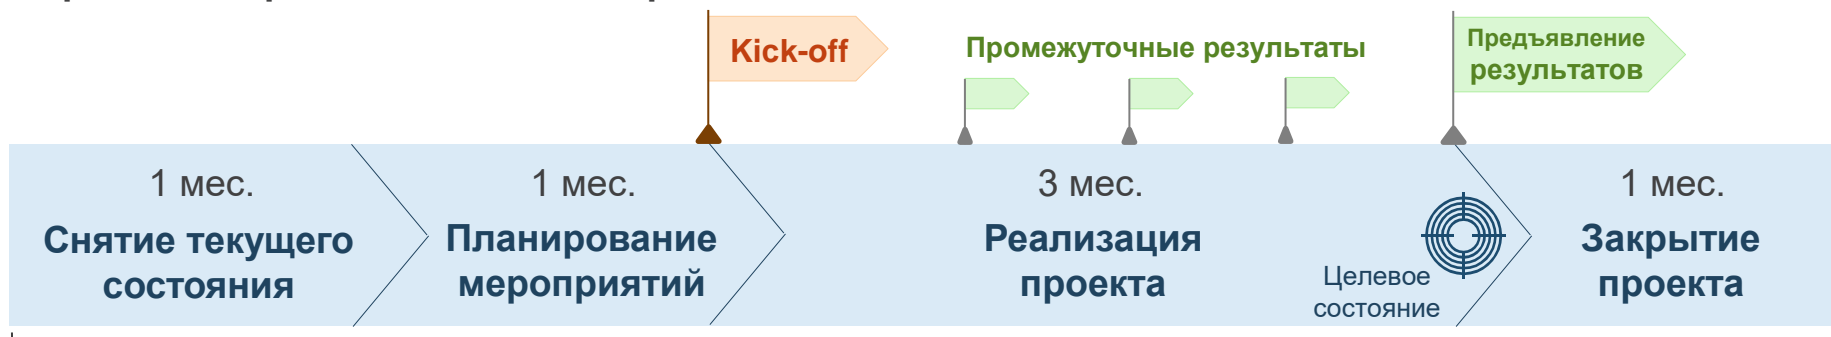 Kick-off
Промежуточные результаты
Предъявление
результатов
1 мес.
Снятие текущего
состояния
1 мес.
Планирование
мероприятий
3 мес.
Реализация
проекта
Целевое
состояние
1 мес.
Закрытие
проекта